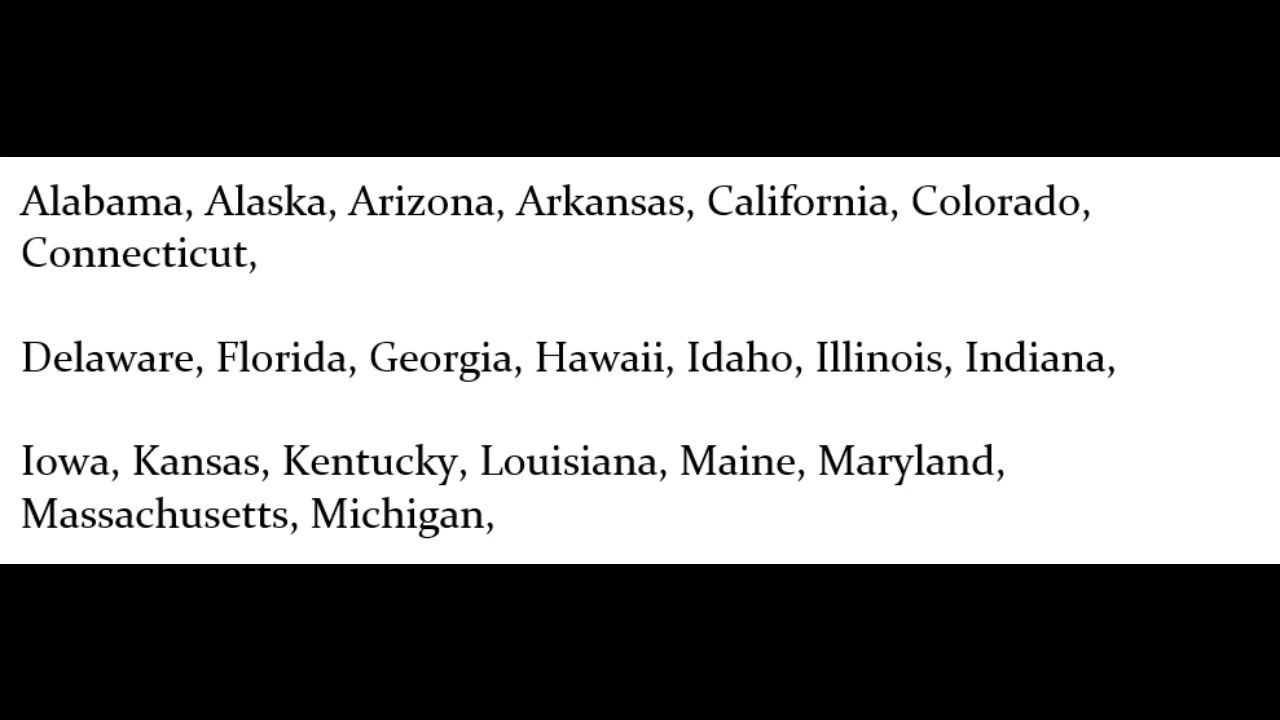 Alabama, Alaska, Arizona, Arkansas, California, Colorado,
Connecticut,
Delaware, Florida, Georgia, Hawaii, Idaho, Illinois, Indiana,
Iowa, Kansas, Kentucky, Louisiana, Maine, Maryland,
Massachusetts, Michigan,